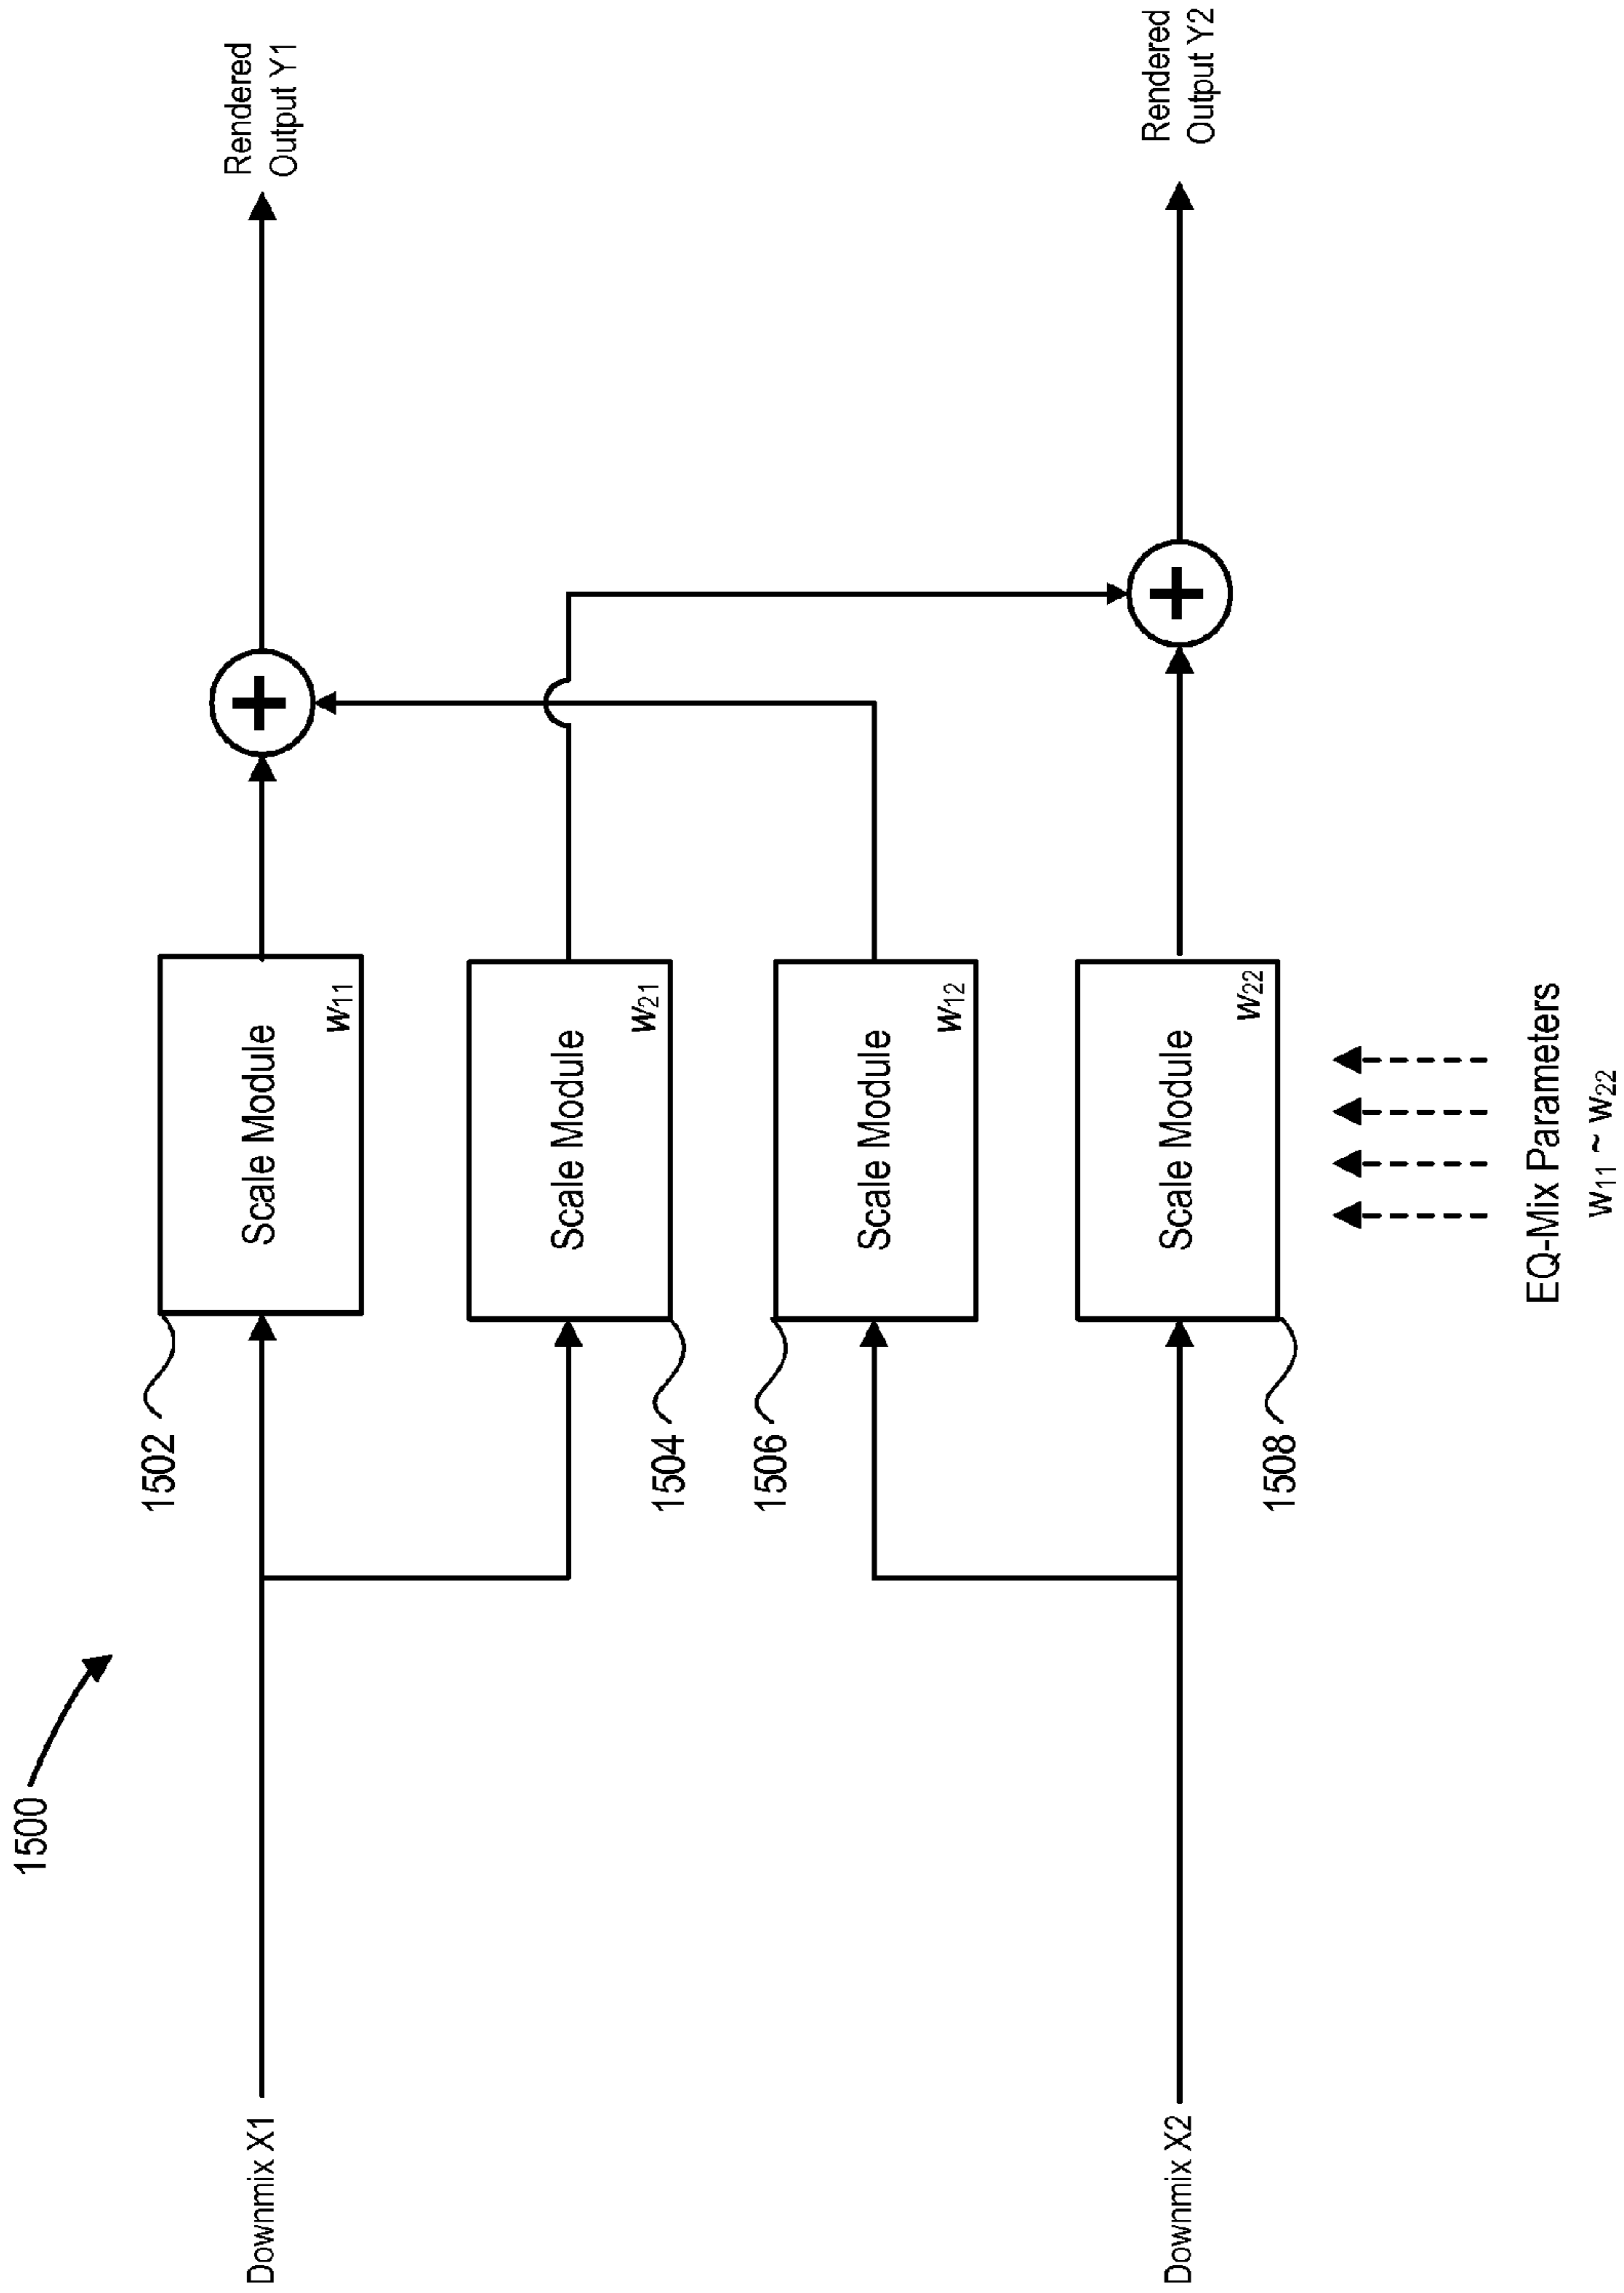 1500
Downmix X1
1502
Scale Module
w11
Rendered
Output Y1
1504
Scale Module
w21
1506
Scale Module
w12
Downmix X2
1508
Scale Module
w22
Rendered
Output Y2
EQ-Mix Parameters
w11 ~ w22